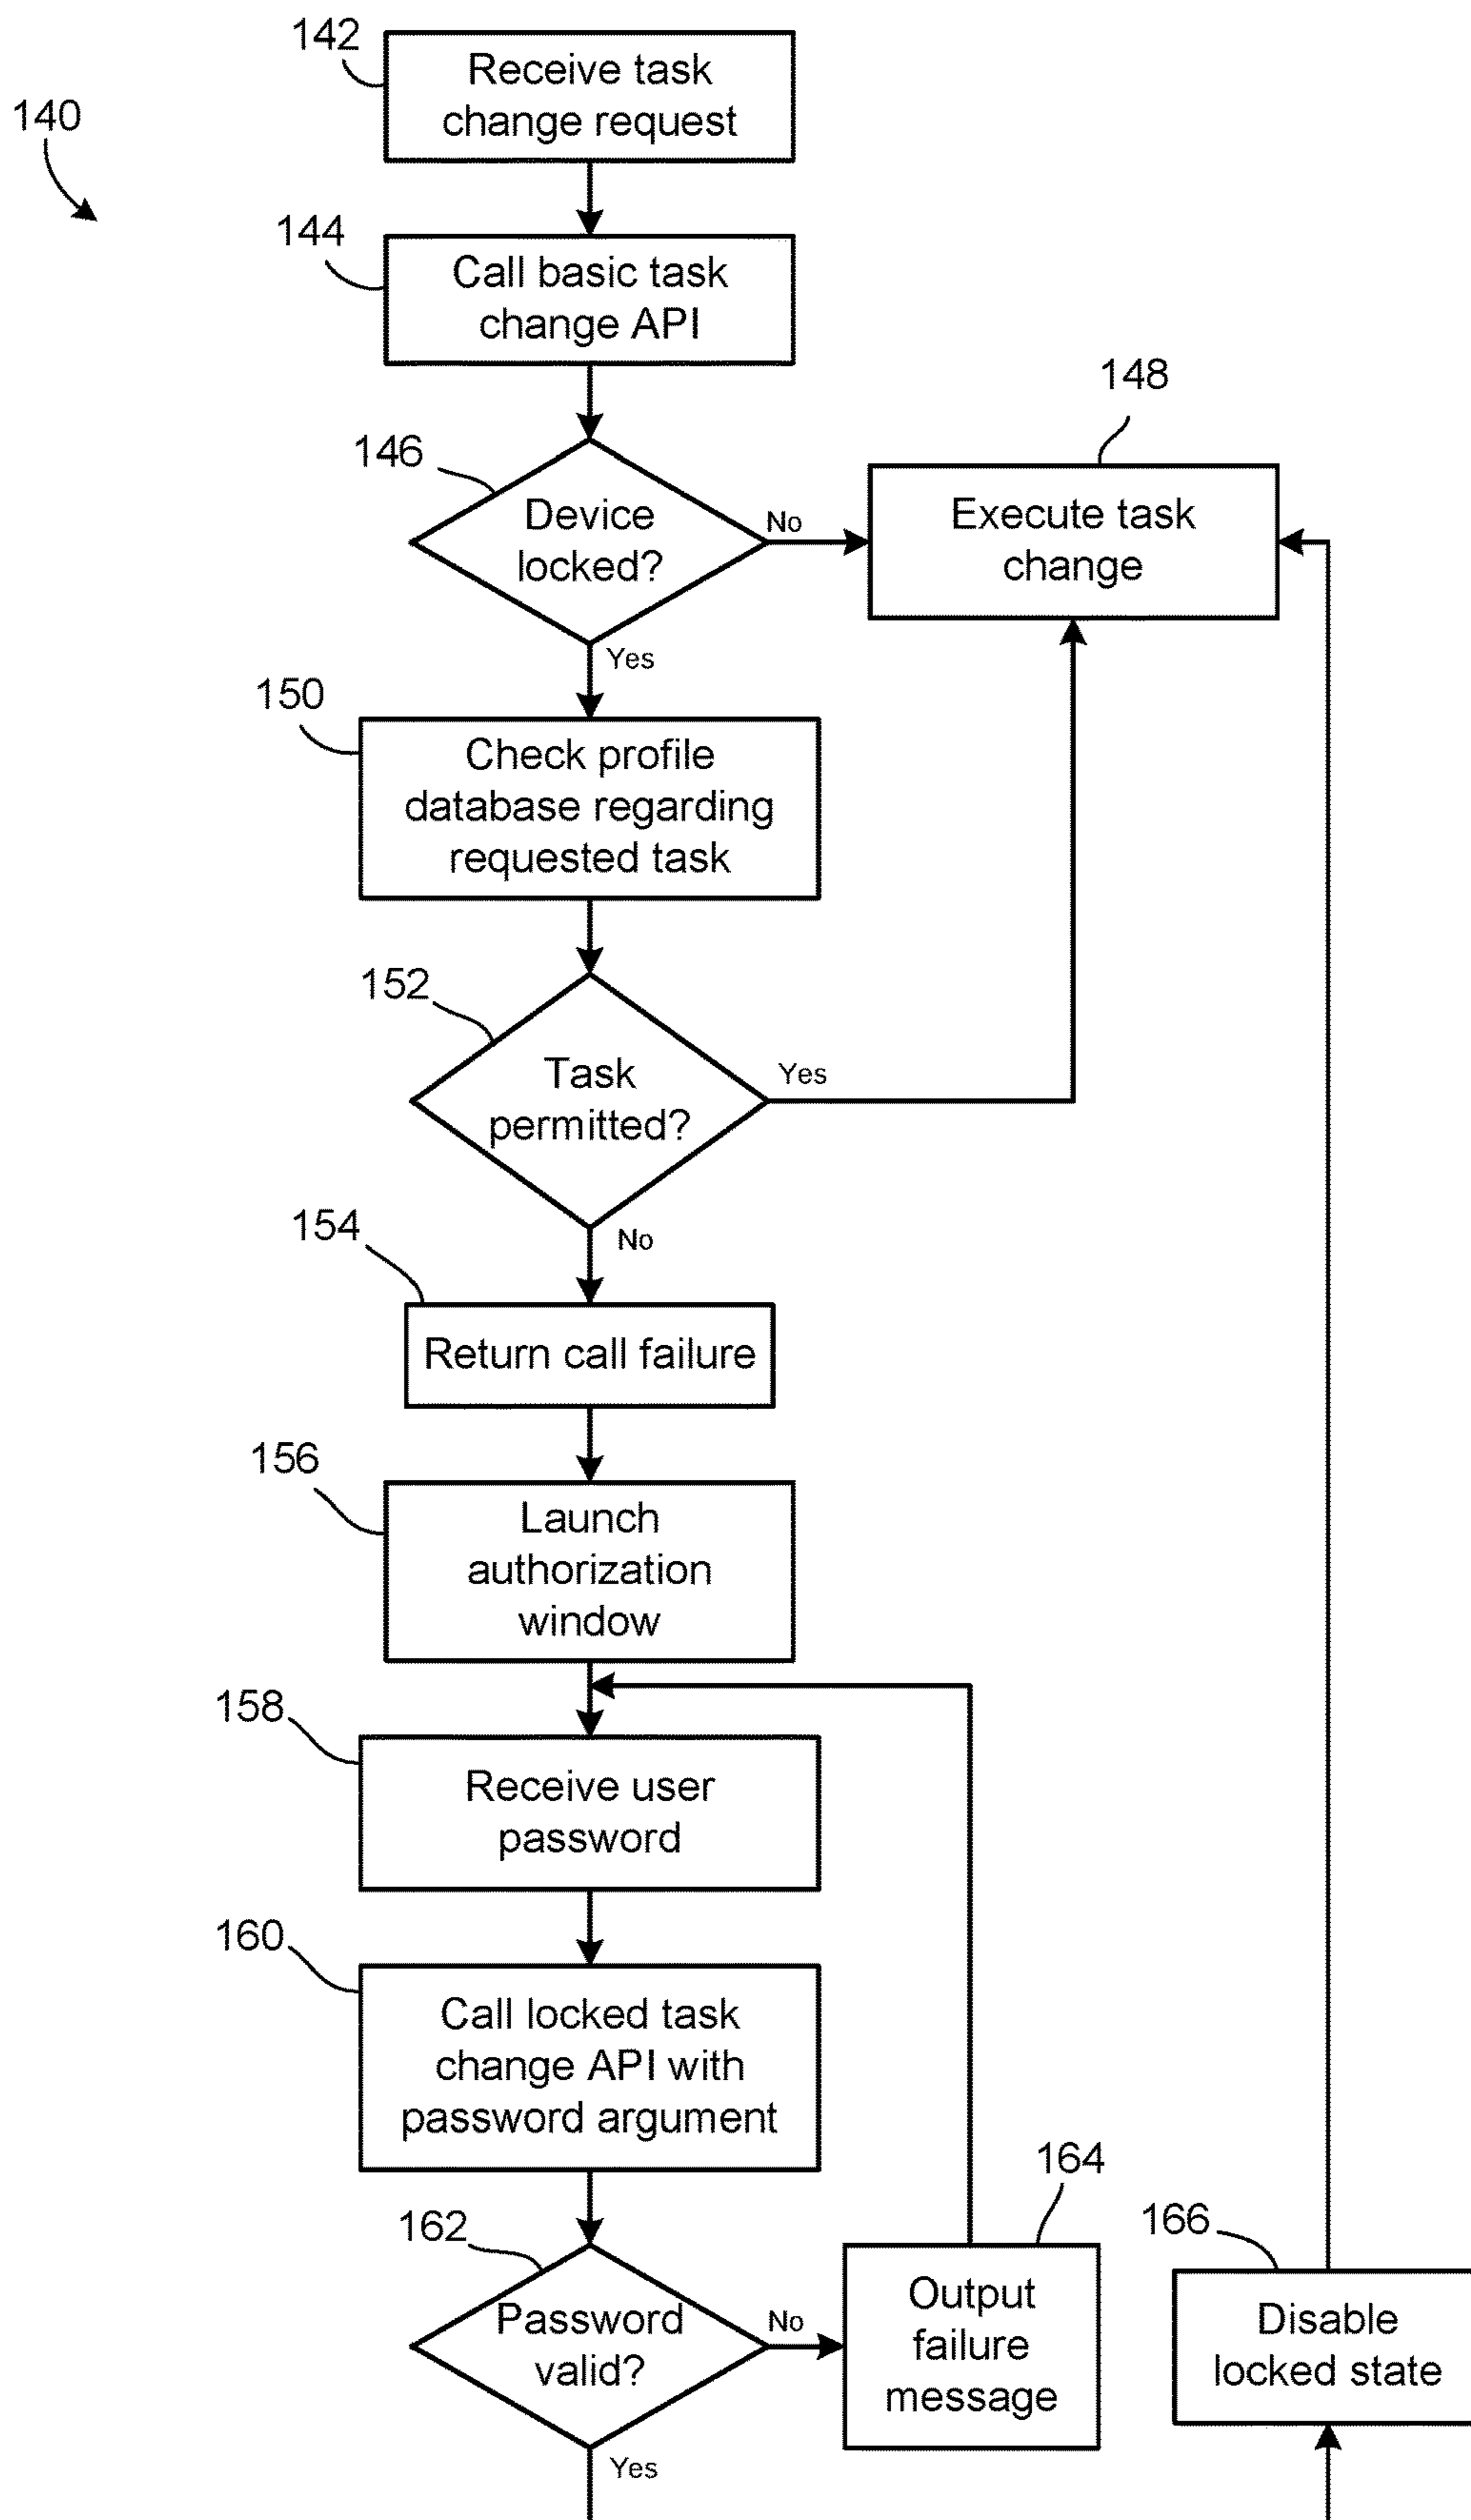 142
Receive task
change request
140
144
Call basic task
change API
148
146
Device
locked?
No
Execute task
change
Yes
150
Check profile
database regarding
requested task
152
Task
permitted?
Yes
154
No
Return call failure
156
Launch
authorization
window
158
Receive user
password
160
Call locked task
change API with
password argument
164
162
166
Password
valid?
No
Output
failure
message
Disable
locked state
Yes